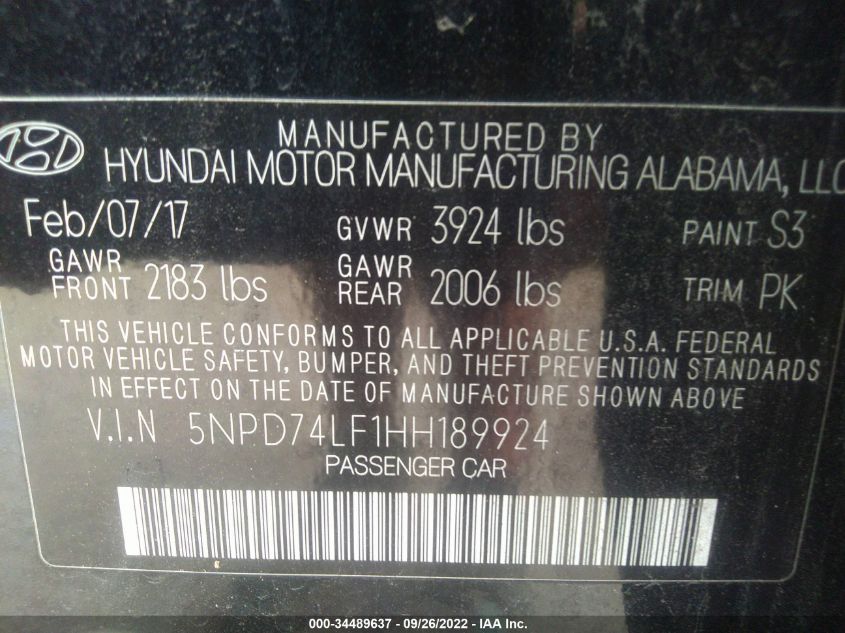 MANUFACTURED BY
HYUNDAI MOTOR MANUFACTURING ALABAMA, LLC
Feb/07/17 GVWR 3924 lbs PAINT S3
GAWR FRONT 2183 lbs GAWR REAR 2006 lbs TRIM PK
THIS VEHICLE CONFORMS TO ALL APPLICABLE U.S.A. FEDERAL
MOTOR VEHICLE SAFETY, BUMPER, AND THEFT PREVENTION STANDARDS
IN EFFECT ON THE DATE OF MANUFACTURE SHOWN ABOVE
V.I.N 5NPD74LF1HH189924
PASSENGER CAR
000-34489637 - 09/26/2022 - IAA Inc.